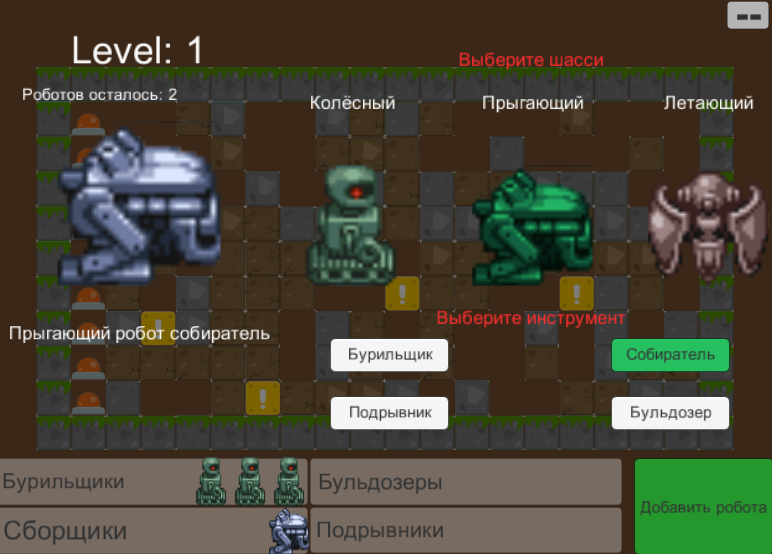 Level: 1
Выберите шасси
Роботов осталось: 2
Колёсный
Прыгающий
Летающий
!
!
Выберите инструмент
!
Прыгающий робот собиратель
Бурильщик
Собиратель
!
Подрывник
Бульдозер
Бурильщики
Бульдозеры
Добавить робота
Сборщики
Подрывники